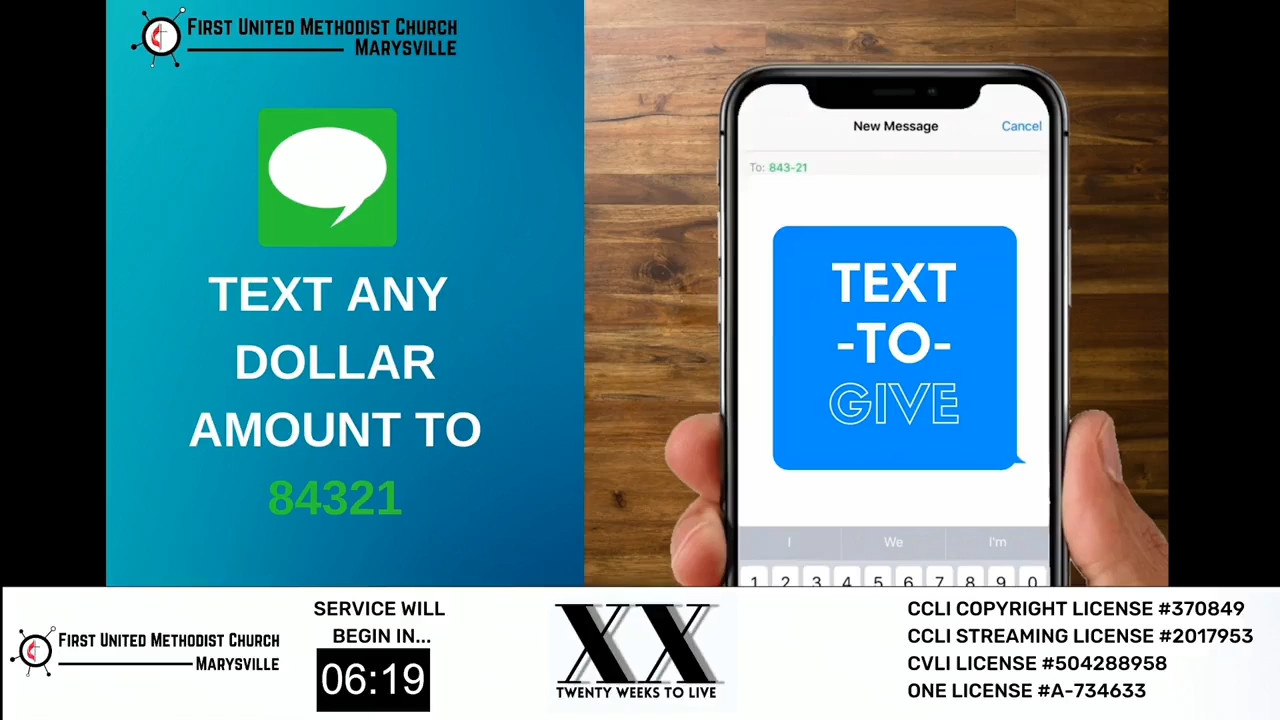 FIRST UNITED METHODIST CHURCH
MARYSVILLE
TEXT ANY
DOLLAR
AMOUNT TO
84321
New Message
Cancel
To: 843-21
TEXT
-TO-
GIVE
I
We
I'm
1 2 3 4 5 6 7 8 9 0
FIRST UNITED METHODIST CHURCH
MARYSVILLE
SERVICE WILL
BEGIN IN...
06:19
XX
TWENTY WEEKS TO LIVE
CCLI COPYRIGHT LICENSE #370849
CCLI STREAMING LICENSE #2017953
CVLI LICENSE #504288958
ONE LICENSE #A-734633